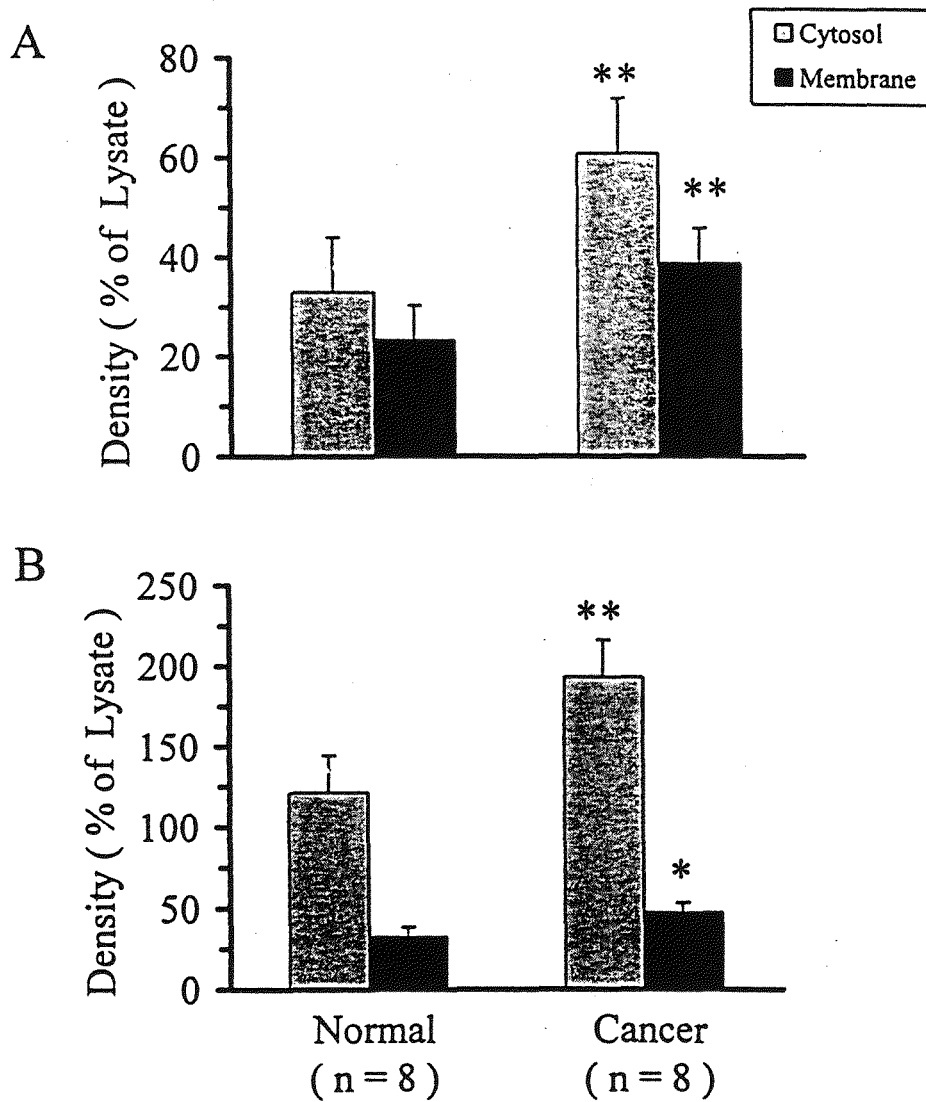 A
Cytosol
Membrane
**
**
80
60
40
20
0
Density ( % of Lysate )
B
**
*
250
200
150
100
50
0
Density ( % of Lysate )
Normal
Cancer
( n = 8 )
( n = 8 )